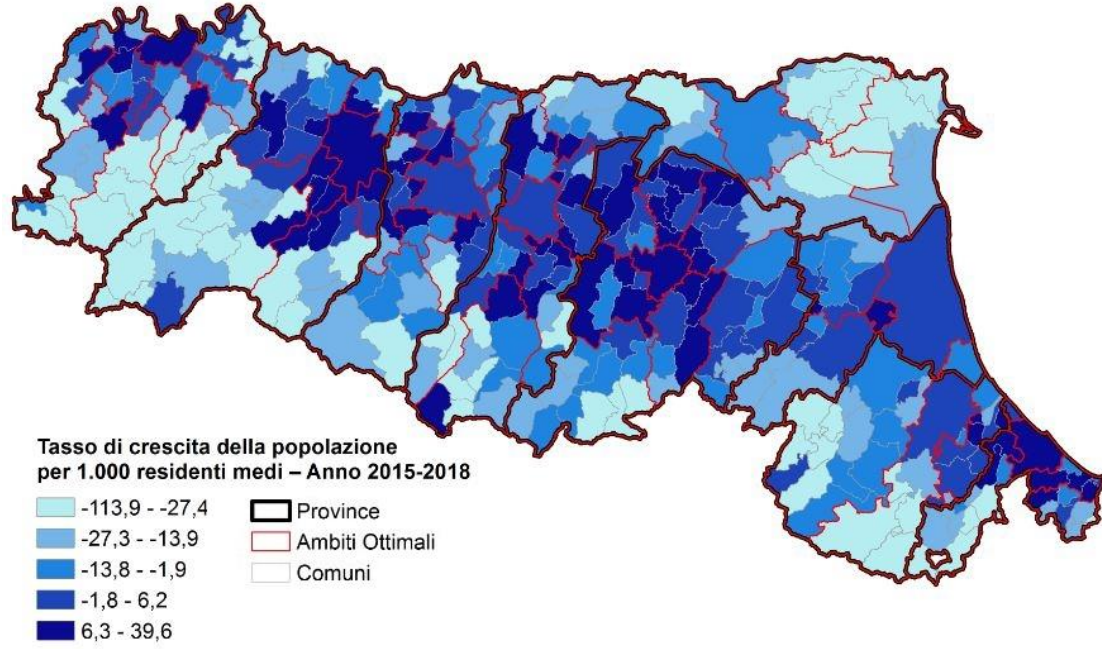 Tasso di crescita della popolazione
per 1.000 residenti medi – Anno 2015-2018
-113,9 - -27,4
-27,3 - -13,9
-13,8 - -1,9
-1,8 - 6,2
6,3 - 39,6
Province
Ambiti Ottimali
Comuni